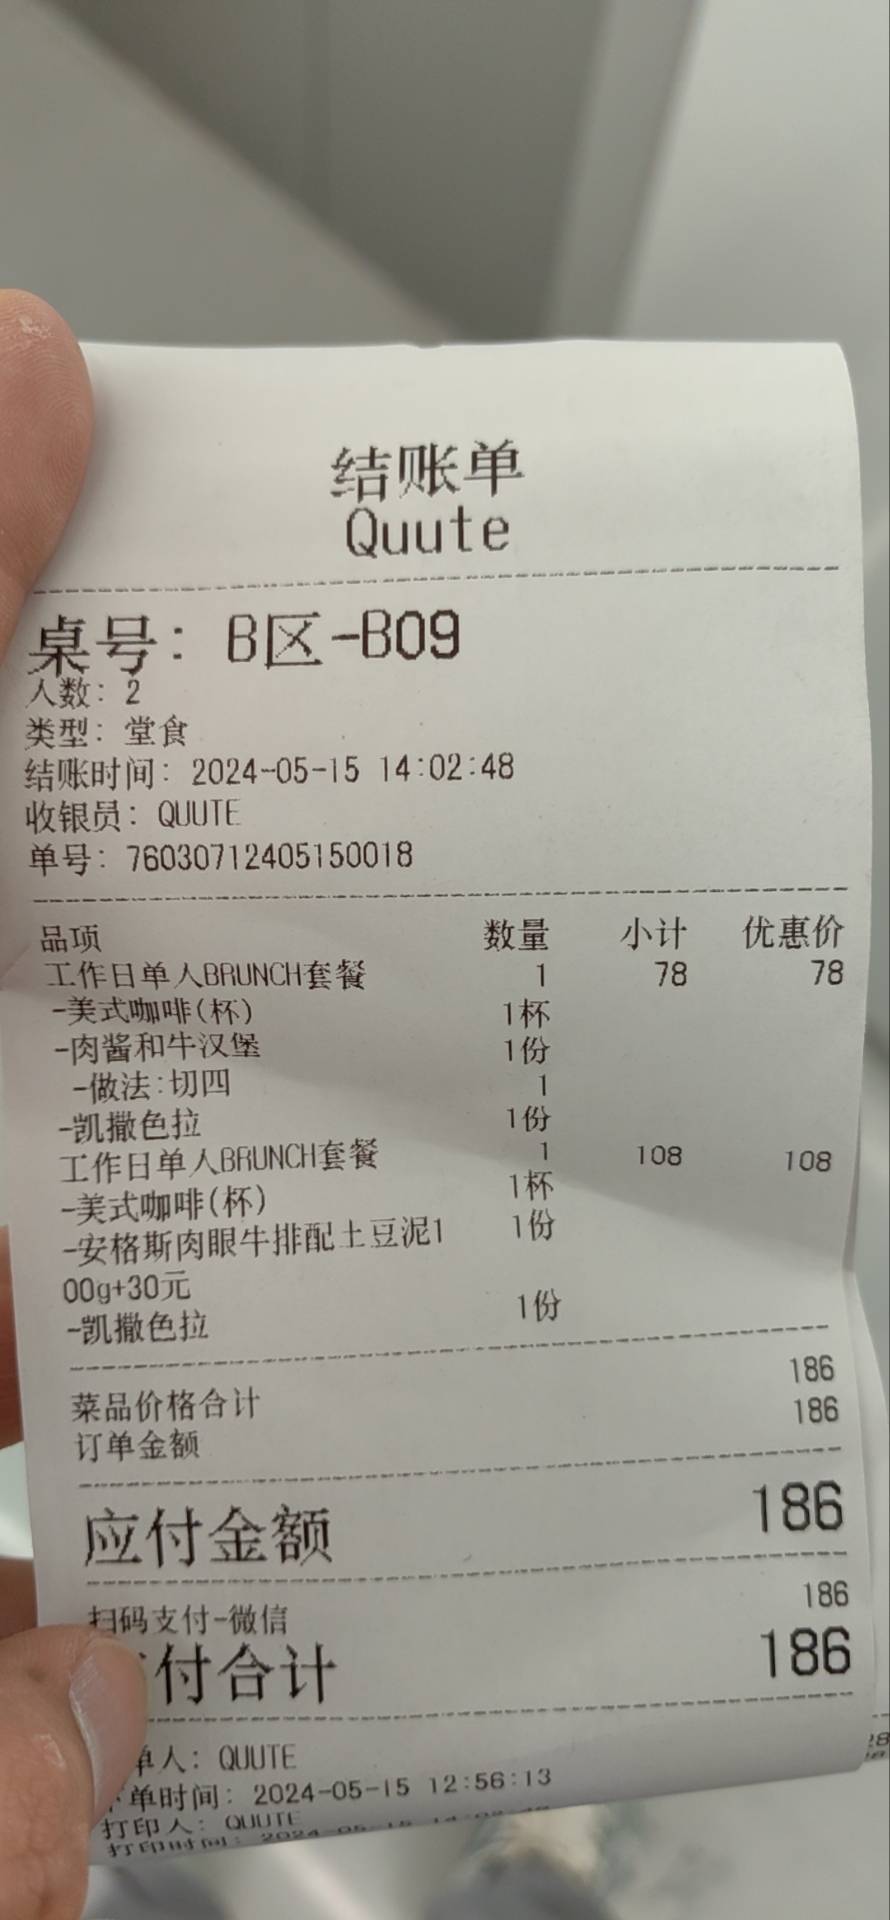 结账单
Quute
桌号: B区-B09
人数: 2
类型: 堂食
结账时间: 2024-05-15 14:02:48
收银员: QUUTE
单号: 76030712405150018
品项 数量 小计 优惠价
工作日单人BRUNCH套餐 1 78 78
-美式咖啡(杯) 1杯
-肉酱和牛汉堡 1份
-做法:切四 1
-凯撒色拉 1份
工作日单人BRUNCH套餐 1 108 108
-美式咖啡(杯) 1杯
-安格斯肉眼牛排配土豆泥1 1份
00g+30元
-凯撒色拉 1份
菜品价格合计 186
订单金额 186
应付金额 186
扫码支付-微信 186
付合计 186
单人: QUUTE
单时间: 2024-05-15 12:56:13
打印人: QUUTE
打印时间: 2024-05-15